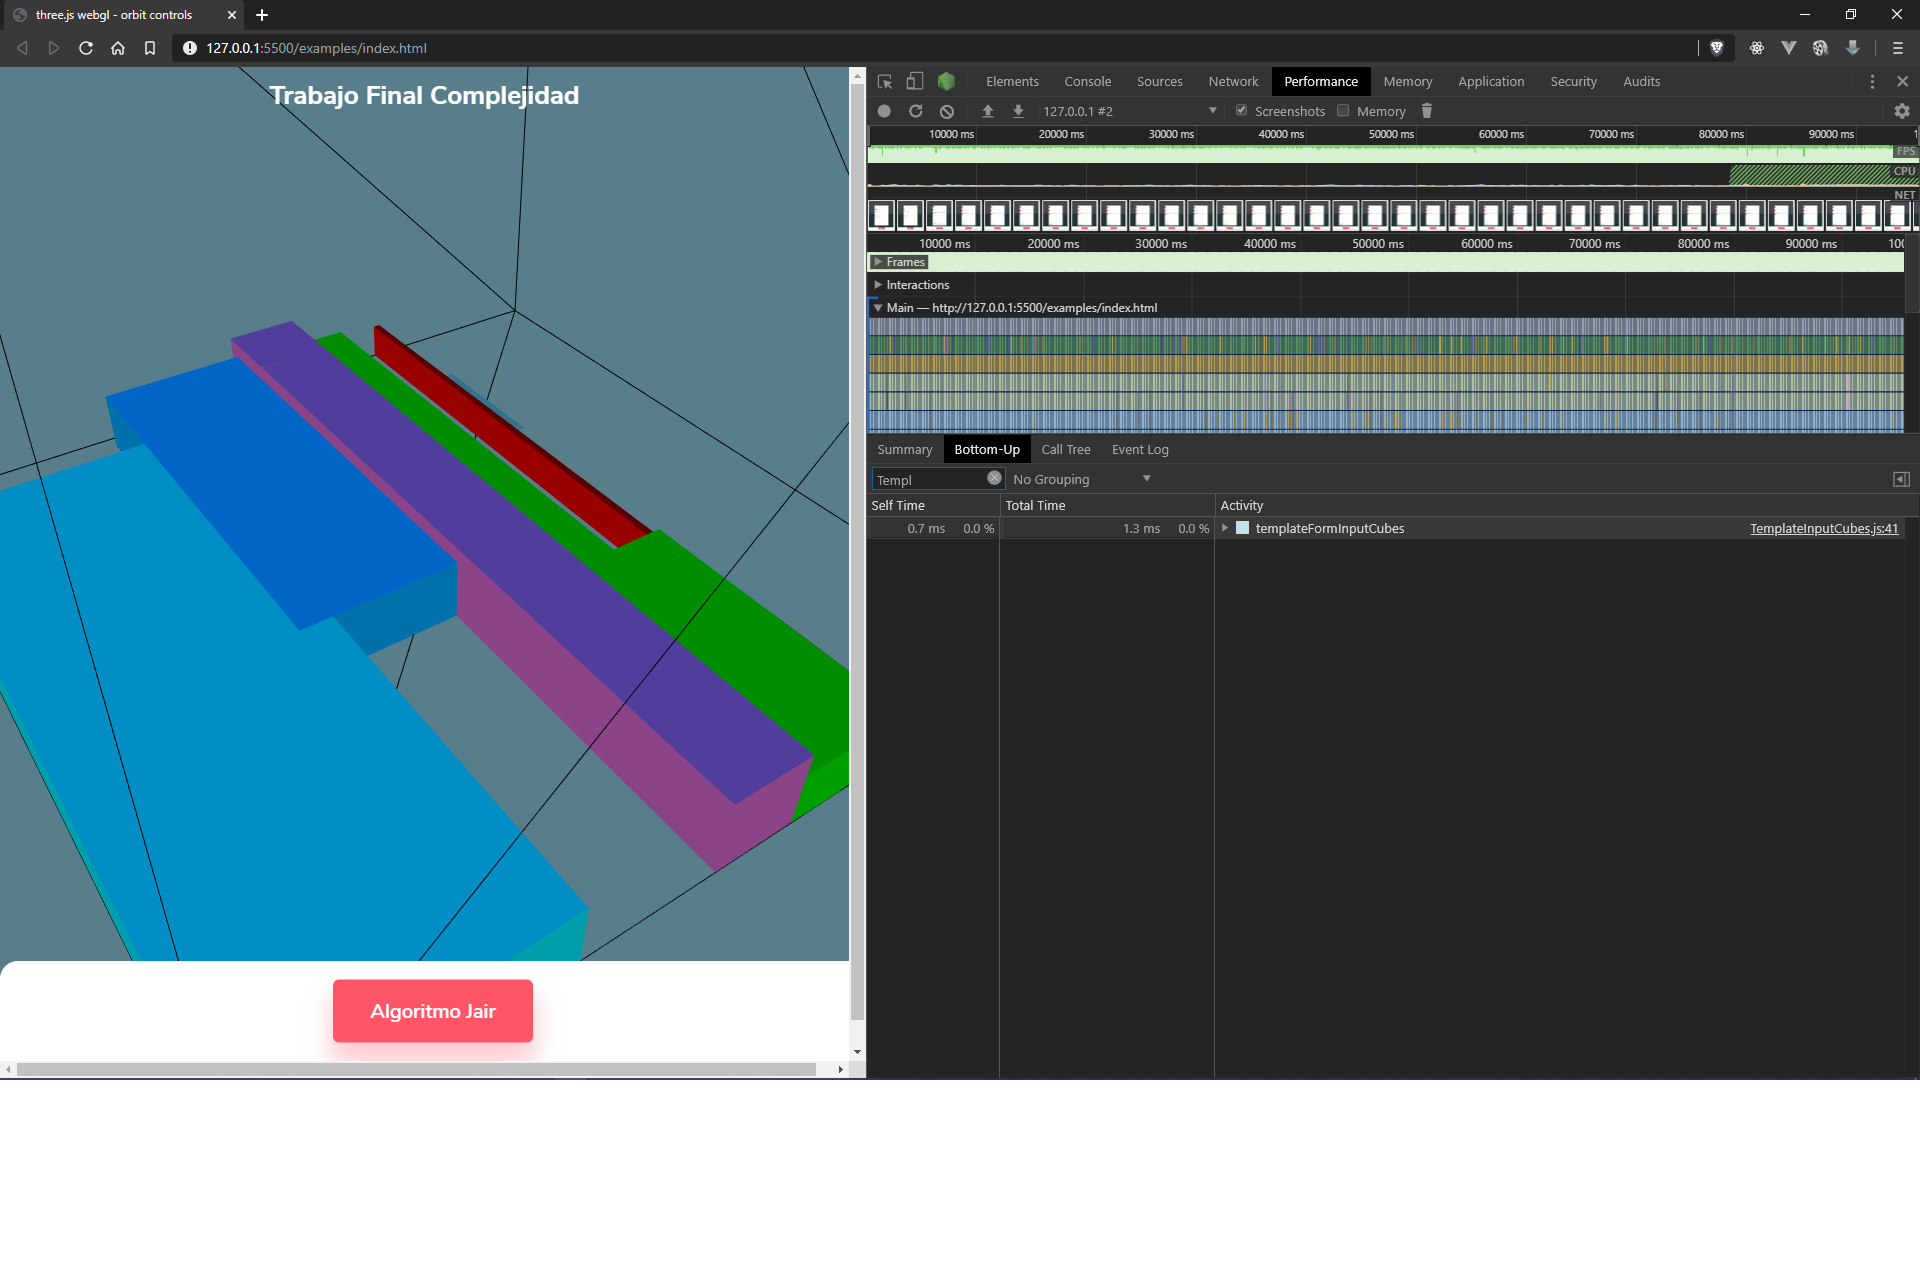 three.js webgl - orbit controls
127.0.0.1:5500/examples/index.html
Trabajo Final Complejidad
Algoritmo Jair
Elements Console Sources Network Performance Memory Application Security Audits
127.0.0.1 #2 Screenshots Memory
10000 ms 20000 ms 30000 ms 40000 ms 50000 ms 60000 ms 70000 ms 80000 ms 90000 ms 1
FPS
CPU
NET
10000 ms 20000 ms 30000 ms 40000 ms 50000 ms 60000 ms 70000 ms 80000 ms 90000 ms 100
Frames
Interactions
Main — http://127.0.0.1:5500/examples/index.html
Summary Bottom-Up Call Tree Event Log
Templ No Grouping
Self Time Total Time Activity
0.7 ms 0.0 % 1.3 ms 0.0 % templateFormInputCubes TemplateInputCubes.js:41